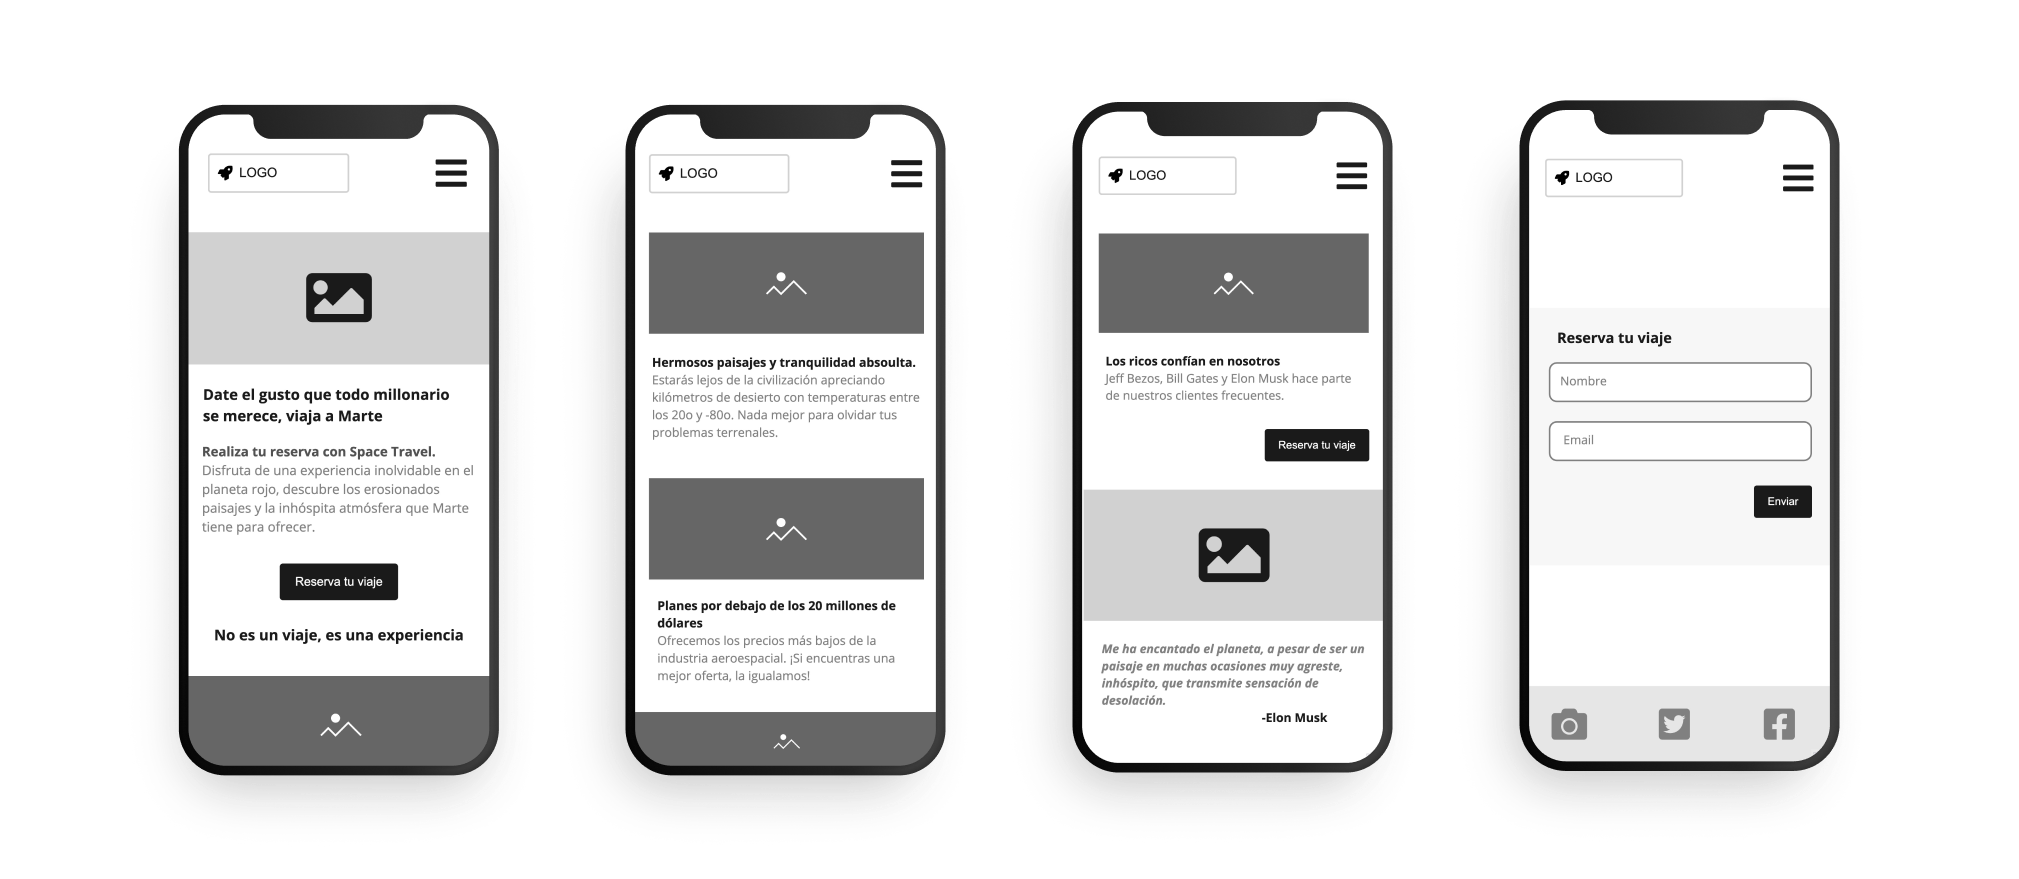 LOGO
Date el gusto que todo millonario
se merece, viaja a Marte
Realiza tu reserva con Space Travel.
Disfruta de una experiencia inolvidable en el
planeta rojo, descubre los erosionados
paisajes y la inhóspita atmósfera que Marte
tiene para ofrecer.
Reserva tu viaje
No es un viaje, es una experiencia
LOGO
Hermosos paisajes y tranquilidad absoulta.
Estarás lejos de la civilización apreciando
kilómetros de desierto con temperaturas entre
los 20o y -80o. Nada mejor para olvidar tus
problemas terrenales.
Planes por debajo de los 20 millones de
dólares
Ofrecemos los precios más bajos de la
industria aeroespacial. ¡Si encuentras una
mejor oferta, la igualamos!
LOGO
Los ricos confían en nosotros
Jeff Bezos, Bill Gates y Elon Musk hace parte
de nuestros clientes frecuentes.
Reserva tu viaje
Me ha encantado el planeta, a pesar de ser un
paisaje en muchas ocasiones muy agreste,
inhóspito, que transmite sensación de
desolación.
-Elon Musk
LOGO
Reserva tu viaje
Nombre
Email
Enviar